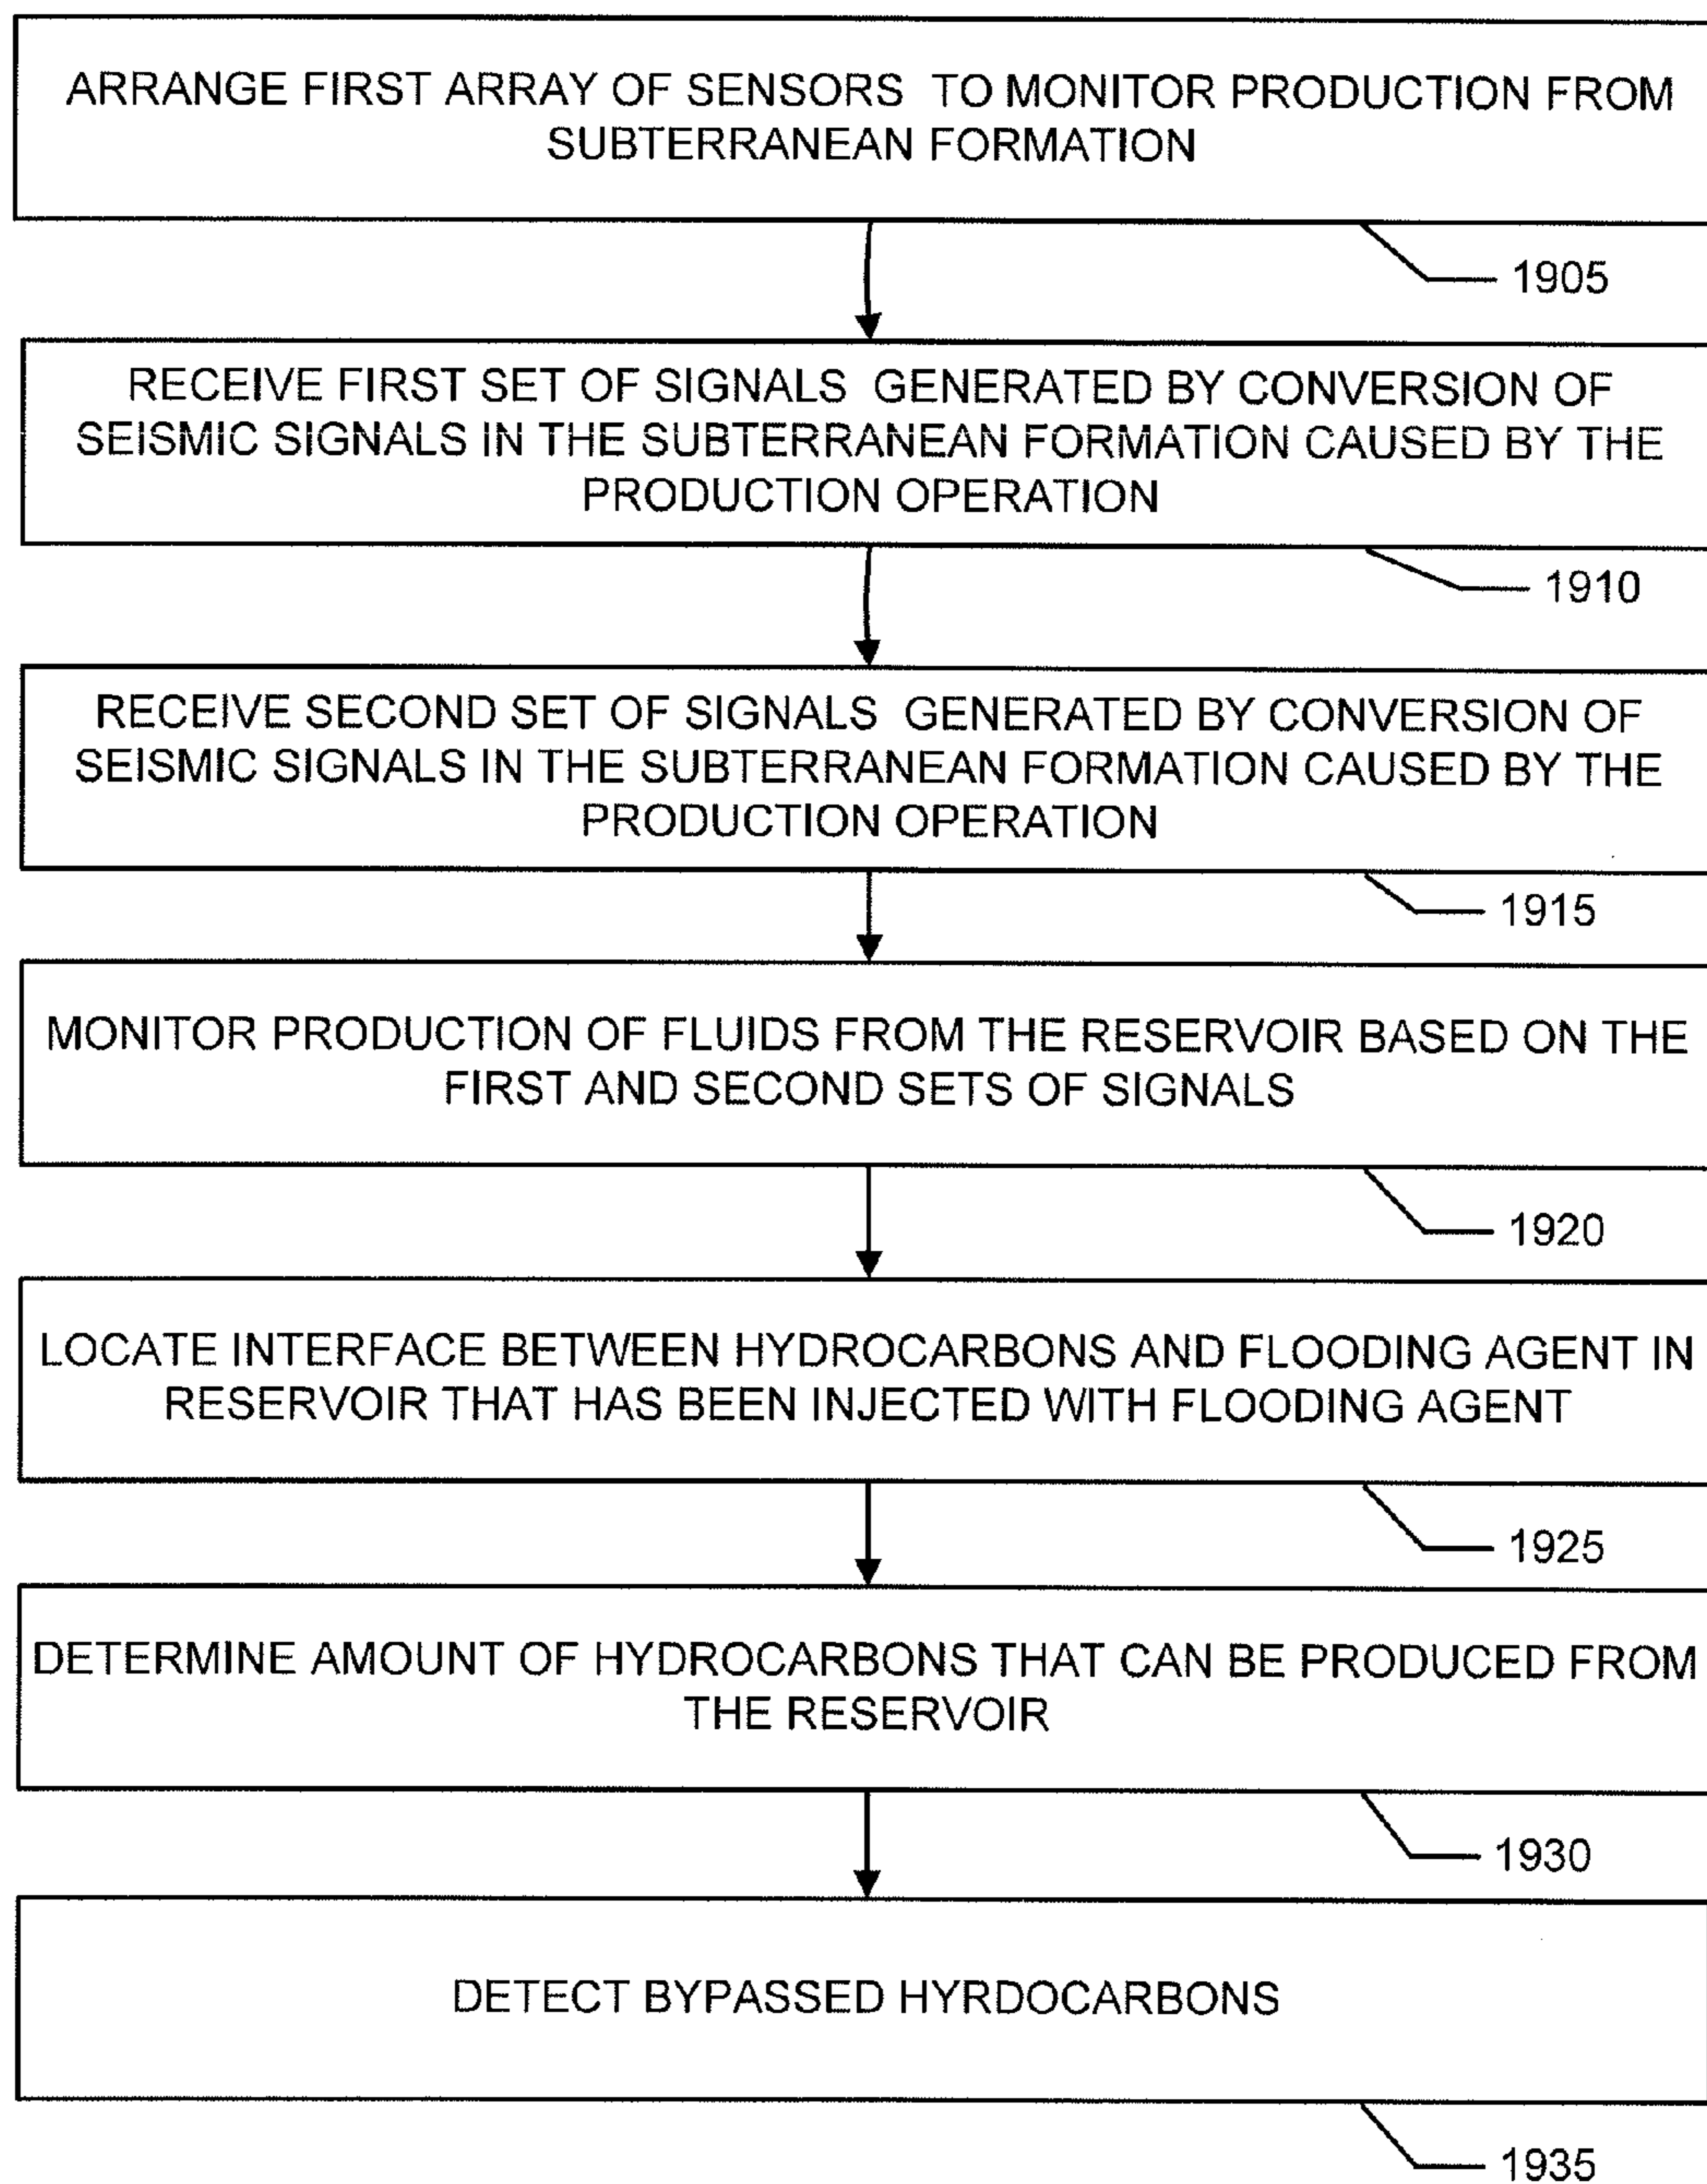 ARRANGE FIRST ARRAY OF SENSORS TO MONITOR PRODUCTION FROM
SUBTERRANEAN FORMATION
1905
RECEIVE FIRST SET OF SIGNALS GENERATED BY CONVERSION OF
SEISMIC SIGNALS IN THE SUBTERRANEAN FORMATION CAUSED BY THE
PRODUCTION OPERATION
1910
RECEIVE SECOND SET OF SIGNALS GENERATED BY CONVERSION OF
SEISMIC SIGNALS IN THE SUBTERRANEAN FORMATION CAUSED BY THE
PRODUCTION OPERATION
1915
MONITOR PRODUCTION OF FLUIDS FROM THE RESERVOIR BASED ON THE
FIRST AND SECOND SETS OF SIGNALS
1920
LOCATE INTERFACE BETWEEN HYDROCARBONS AND FLOODING AGENT IN
RESERVOIR THAT HAS BEEN INJECTED WITH FLOODING AGENT
1925
DETERMINE AMOUNT OF HYDROCARBONS THAT CAN BE PRODUCED FROM
THE RESERVOIR
1930
DETECT BYPASSED HYRDOCARBONS
1935